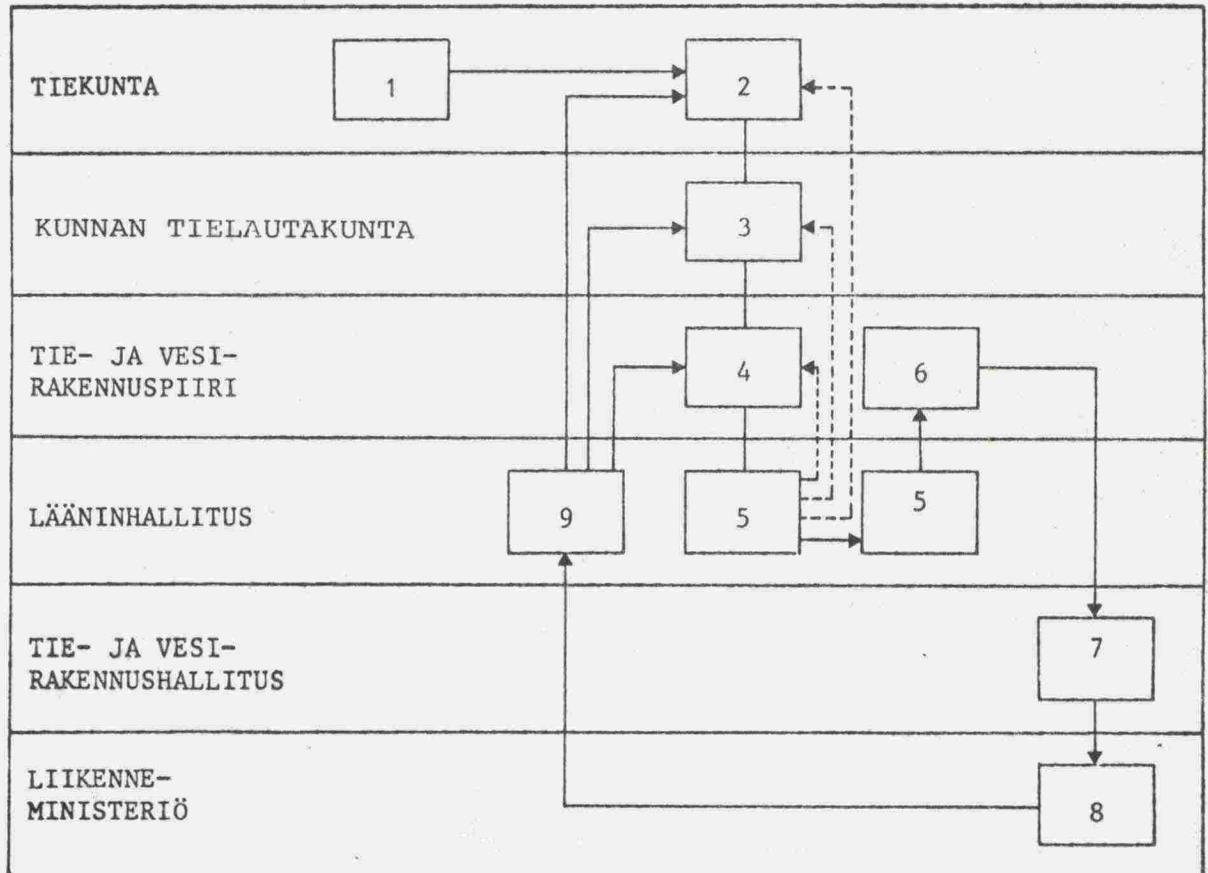 TIEKUNTA
1
2
KUNNAN TIELAUTAKUNTA
3
TIE- JA VESI-
RAKENNUSPIIRI
4
6
LÄÄNINHALLITUS
9
5
5
TIE- JA VESI-
RAKENNUSHALLITUS
7
LIIKENNE-
MINISTERIÖ
8